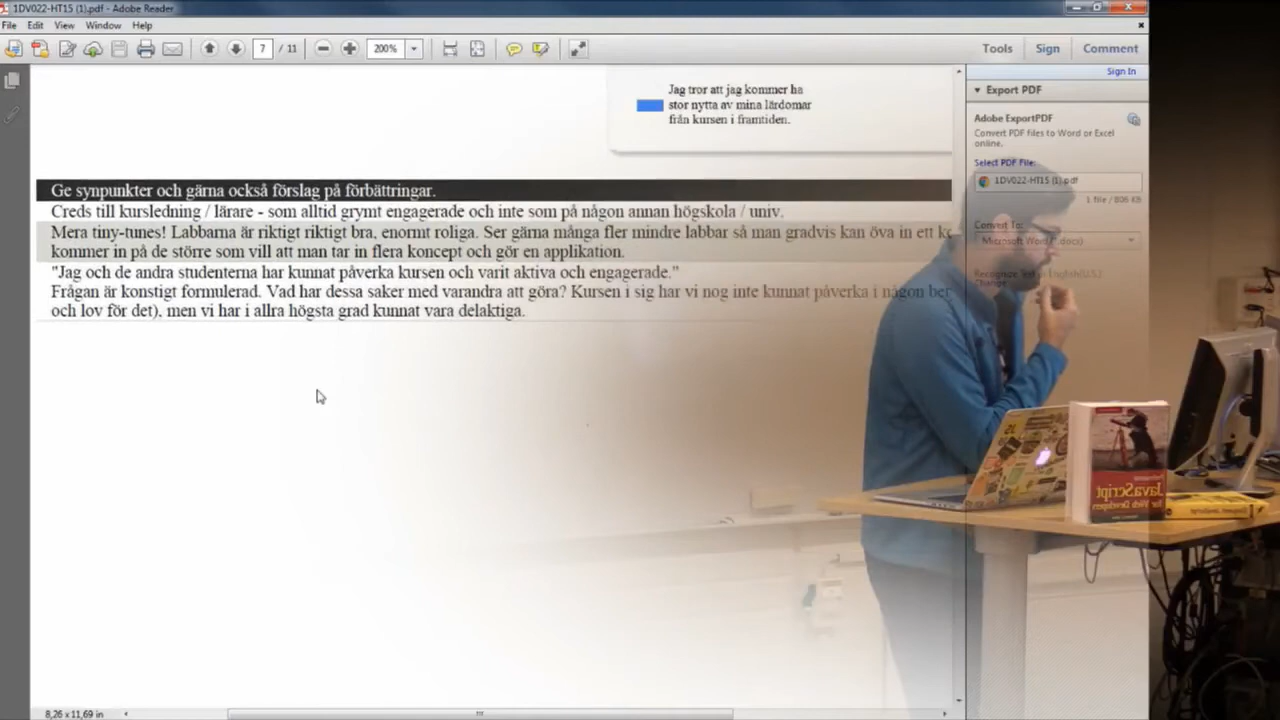 1DV022-HT15 (1).pdf - Adobe Reader
File Edit View Window Help
7 / 11 200% Tools Sign Comment
Sign In
Export PDF
Adobe ExportPDF
Convert PDF files to Word or Excel
online.
Select PDF File:
1DV022-HT15 (1).pdf
1 file / 806 KB
Convert To:
Microsoft Word (*.docx)
Change
Jag tror att jag kommer ha
stor nytta av mina lärdomar
från kursen i framtiden.
Ge synpunkter och gärna också förslag på förbättringar.
Creds till kursledning / lärare - som alltid grymt engagerade och inte som på någon annan högskola / univ.
Mera tiny-tunes! Labbarna är riktigt riktigt bra, enormt roliga. Ser gärna många fler mindre labbar så man gradvis kan öva in ett
kommer in på de större som vill att man tar in flera koncept och gör en applikation.
"Jag och de andra studenterna har kunnat påverka kursen och varit aktiva och engagerade."
Frågan är konstigt formulerad. Vad har dessa saker med varandra att göra? Kursen i sig har vi nog inte kunnat påverka i någon
och lov för det), men vi har i allra högsta grad kunnat vara delaktiga.
JavaScript
for Web Developers
8,26 x 11,69 in